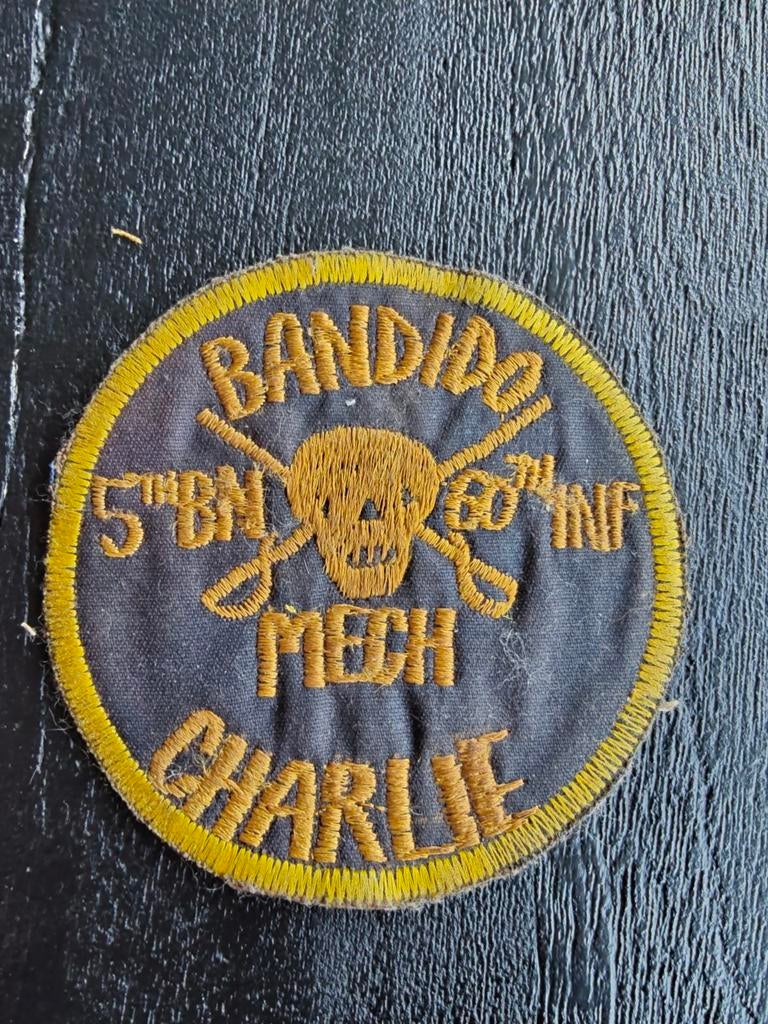 BANDIDO
5TH BN 60TH INF
MECH
CHARLIE